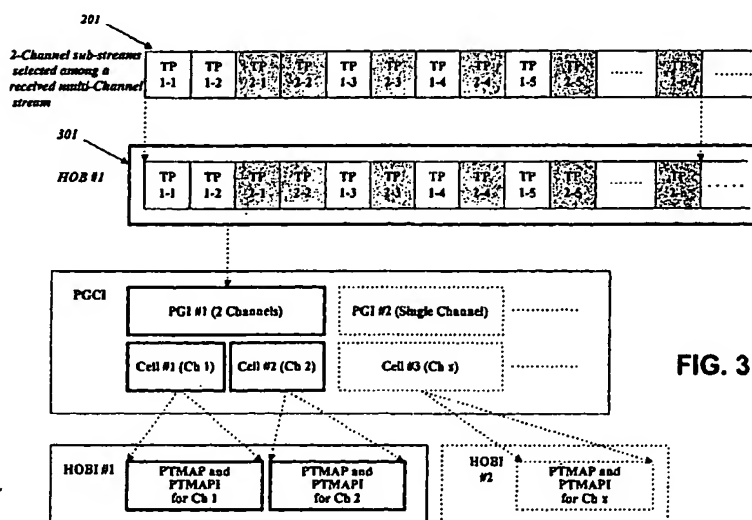 201
2-Channel sub-streams
selected among a
received multi-Channel
stream
TP TP TP TP TP TP TP TP TP TP ...... TP ......
1-1 1-2 2-1 2-2 1-3 2-3 1-4 2-4 1-5 2-5
301
HOB #1
TP TP TP TP TP TP TP TP TP TP ...... TP ......
1-1 1-2 2-1 2-2 1-3 2-3 1-4 2-4 1-5 2-5
PGCI
PGI #1 (2 Channels) PGI #2 (Single Channel)
Cell #1 (Ch 1) Cell #2 (Ch 2) Cell #3 (Ch x)
FIG. 3
HOBI #1
PTMAP and
PTMAPI
for Ch 1
PTMAP and
PTMAPI
for Ch 2
HOBI
#2
PTMAP and
PTMAPI
for Ch x